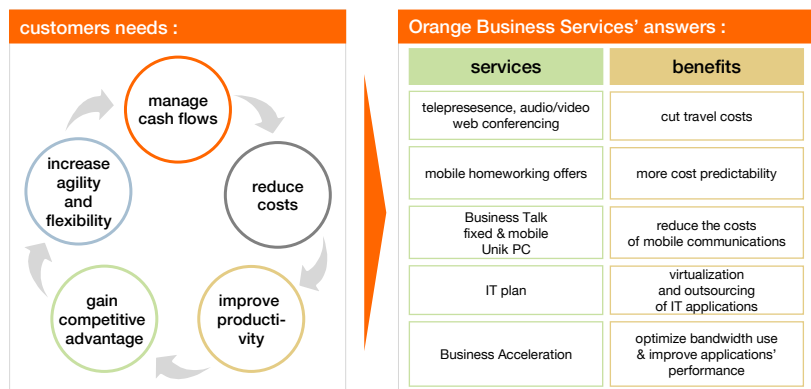 customers needs :
manage
cash flows
reduce
costs
improve
producti-
vity
gain
competitive
advantage
increase
agility
and
flexibility
Orange Business Services’ answers :
services
benefits
telepresesence, audio/video
web conferencing
cut travel costs
mobile homeworking offers
more cost predictability
Business Talk
fixed & mobile
Unik PC
reduce the costs
of mobile communications
IT plan
virtualization
and outsourcing
of IT applications
Business Acceleration
optimize bandwidth use
& improve applications’
performance